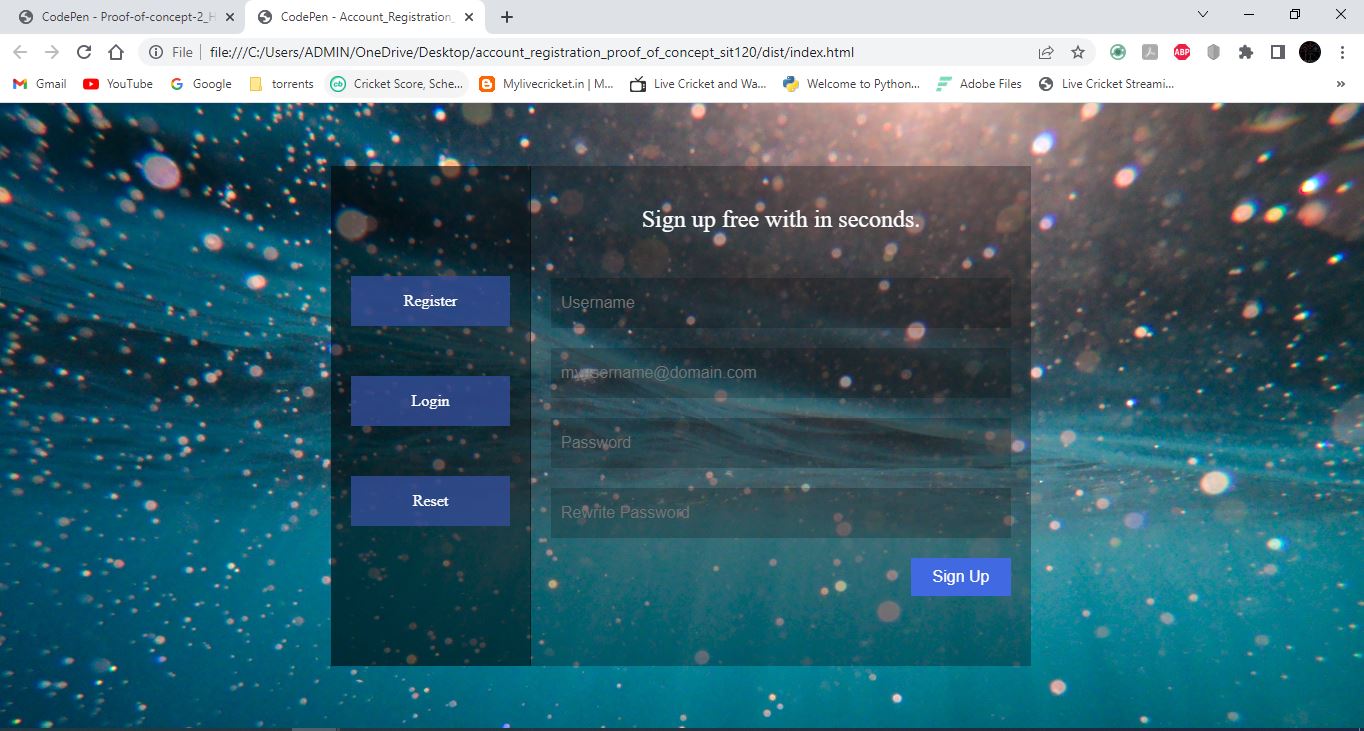 CodePen - Proof-of-concept-2_H
CodePen - Account_Registration_
File
file:///C:/Users/ADMIN/OneDrive/Desktop/account_registration_proof_of_concept_sit120/dist/index.html
ABP
Gmail
YouTube
Google
torrents
cb
Cricket Score, Sche...
Mylivecricket.in | M...
Live Cricket and Wa...
Welcome to Python...
Adobe Files
Live Cricket Streami...
»
Sign up free with in seconds.
Register
Login
Reset
Username
myusername@domain.com
Password
Rewrite Password
Sign Up